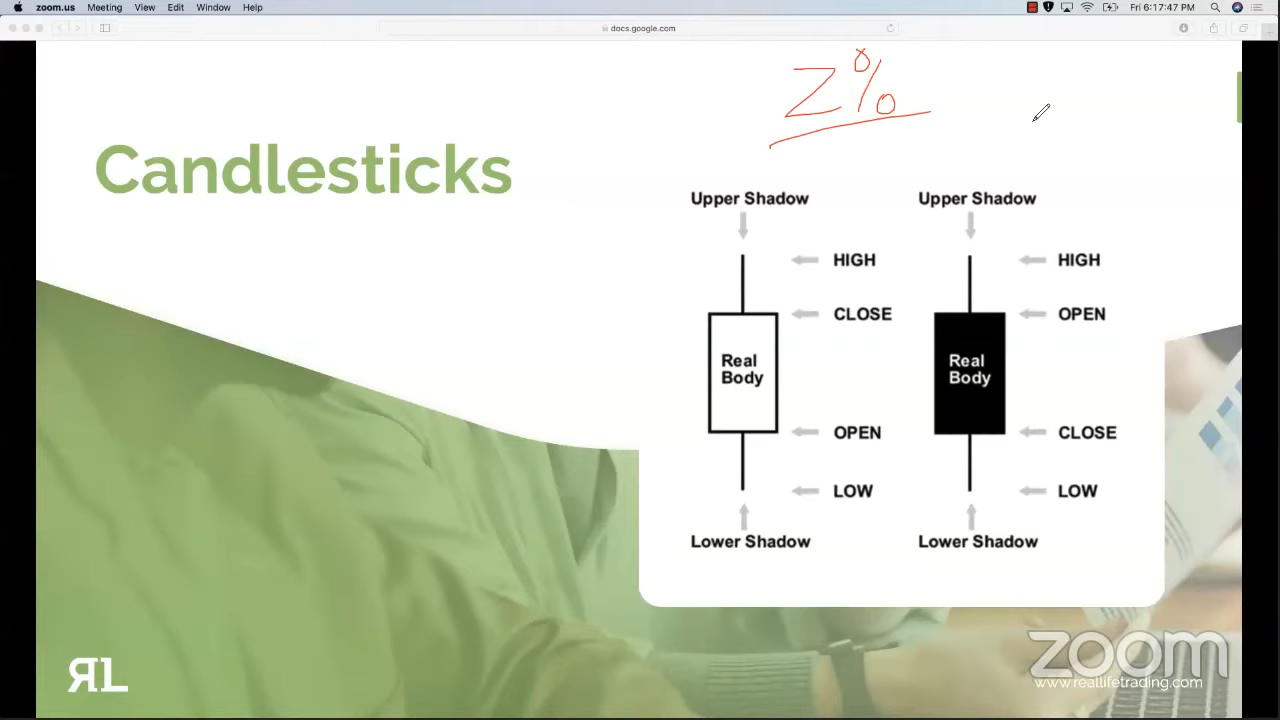 zoom.us Meeting View Edit Window Help Fri 6:17:47 PM
docs.google.com
2%
Candlesticks
Upper Shadow Upper Shadow
HIGH HIGH
CLOSE OPEN
Real Real
Body Body
OPEN CLOSE
LOW LOW
Lower Shadow Lower Shadow
zoom
www.reallifetrading.com
RL